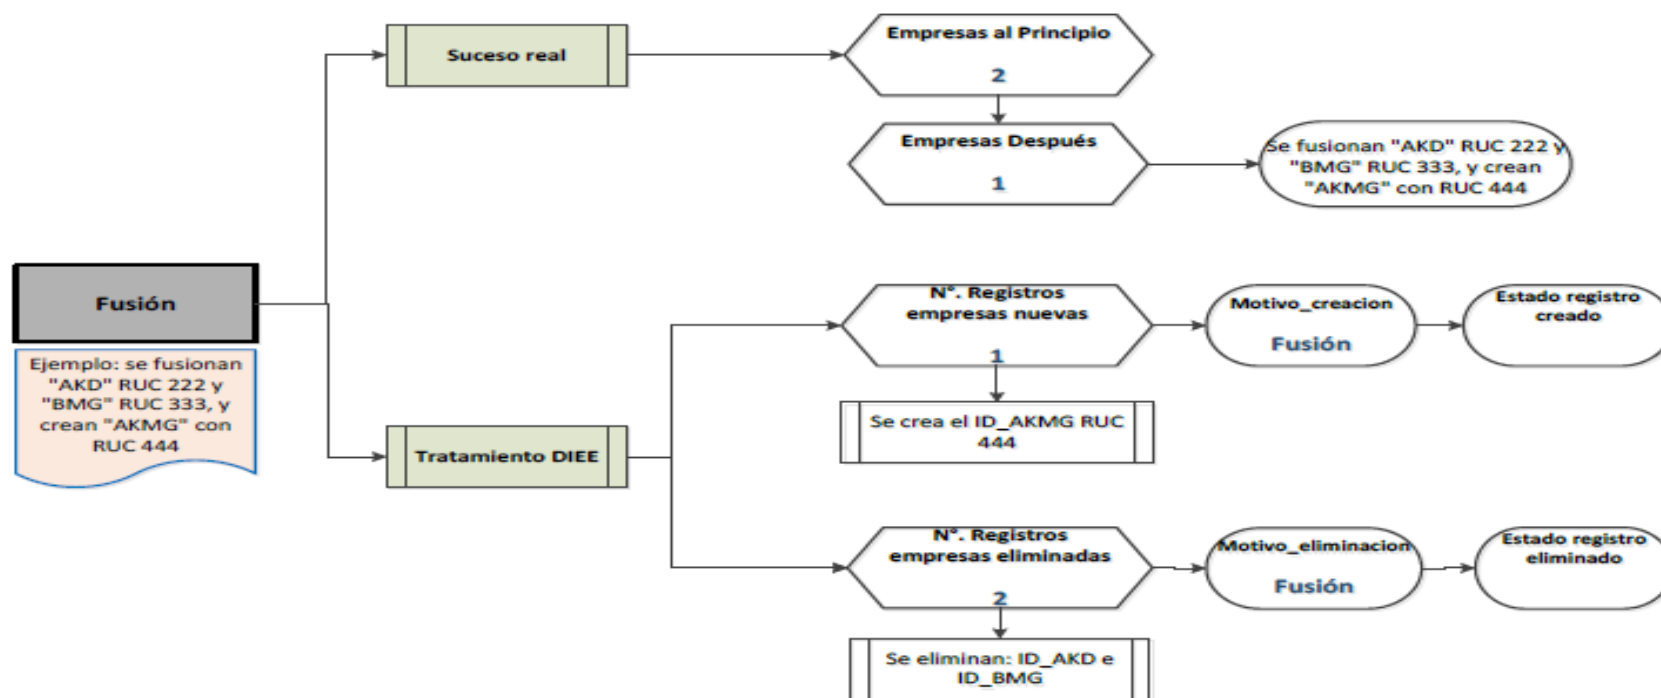 Empresas al Principio
2
Suceso real
Empresas Después
1
Se fusionan "AKD" RUC 222 y
"BMG" RUC 333, y crean
"AKMG" con RUC 444
Fusión
Ejemplo: se fusionan
"AKD" RUC 222 y
"BMG" RUC 333, y
crean "AKMG" con
RUC 444
N°. Registros
empresas nuevas
1
Motivo_creacion
Fusión
Estado registro
creado
Se crea el ID_AKMG RUC
444
Tratamiento DIEE
N°. Registros
empresas eliminadas
2
Motivo_eliminacion
Fusión
Estado registro
eliminado
Se eliminan: ID_AKD e
ID_BMG